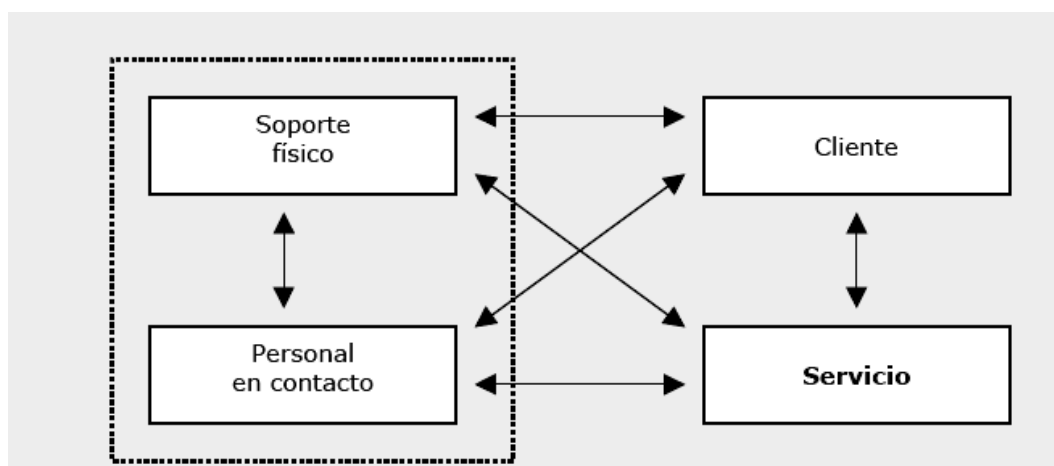 Soporte
físico
Cliente
Personal
en contacto
Servicio